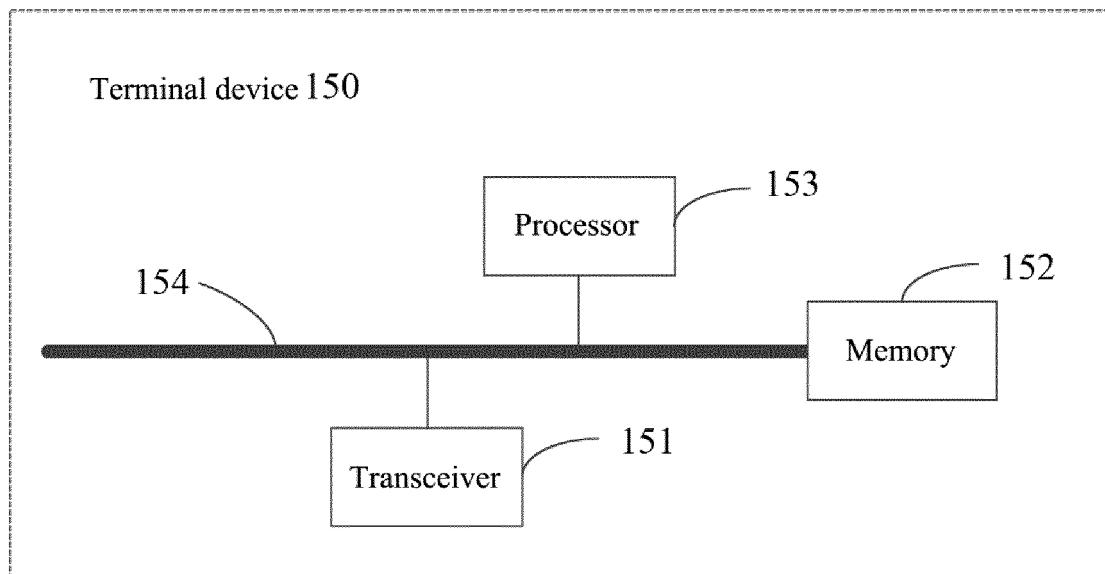 Terminal device 150
153
Processor
154
152
Memory
151
Transceiver